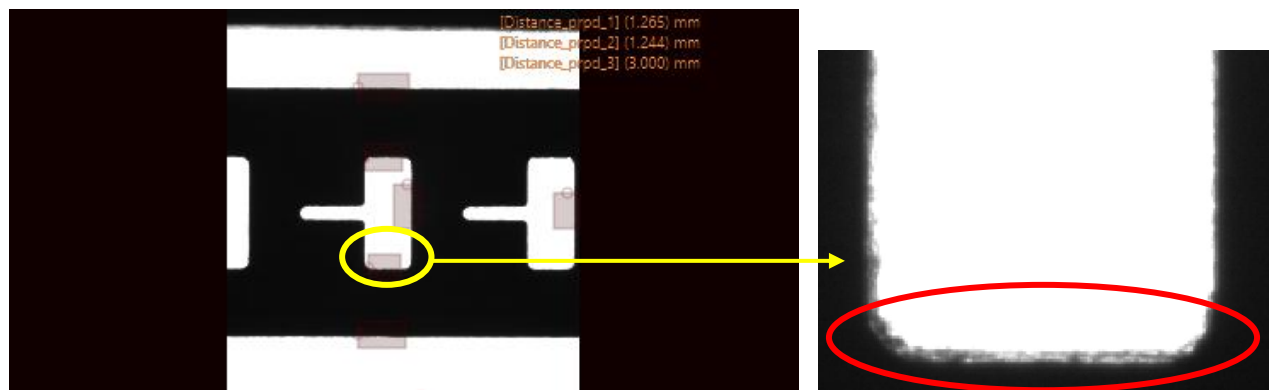 [Distance_prod_1] (1.265) mm
[Distance_prod_2] (1.244) mm
[Distance_prod_3] (3.000) mm